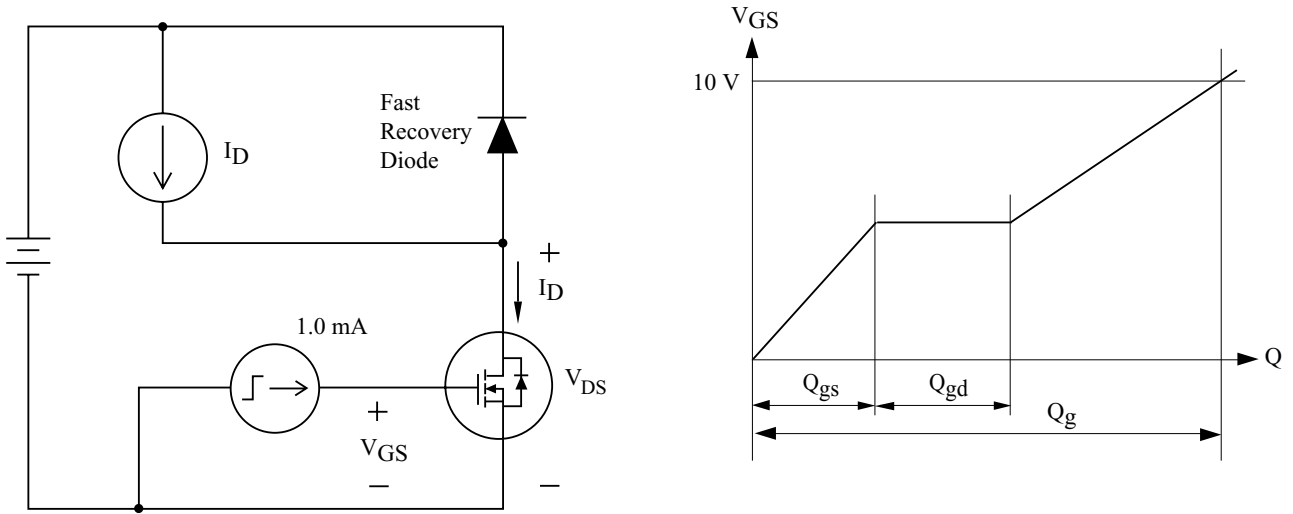 I_D
Fast
Recovery
Diode
+
I_D
1.0 mA
V_DS
+
V_GS
−
−
V_GS
10 V
Q
Q_gs
Q_gd
Q_g